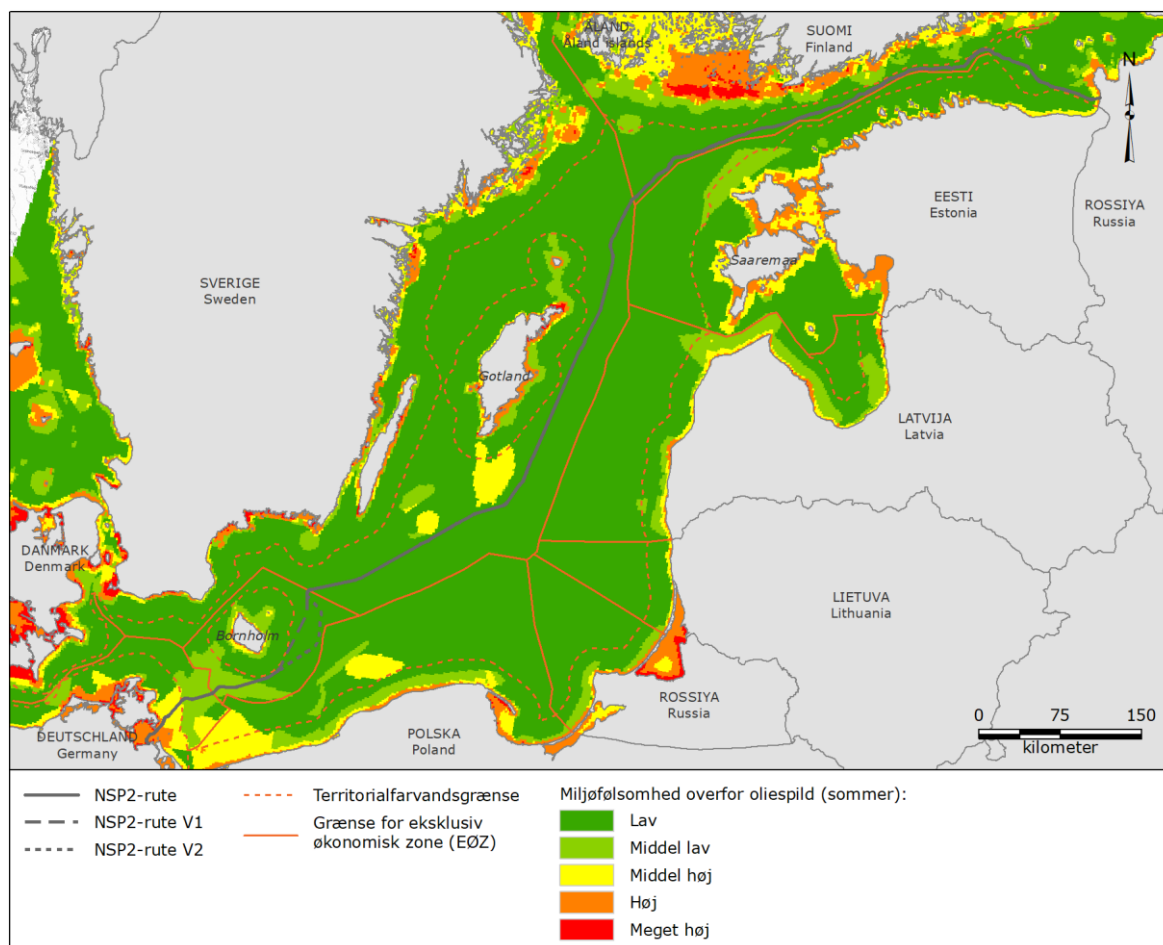 ÅLAND
Åland islands
SUOMI
Finland
N
EESTI
Estonia
ROSSIYA
Russia
SVERIGE
Sweden
Saaremaa
Gotland
LATVIJA
Latvia
DANMARK
Denmark
LIETUVA
Lithuania
Bornholm
ROSSIYA
Russia
DEUTSCHLAND
Germany
POLSKA
Poland
0 75 150
kilometer
NSP2-rute
NSP2-rute V1
NSP2-rute V2
Territorialfarvandsgrænse
Grænse for eksklusiv
økonomisk zone (EØZ)
Miljøfølsomhed overfor oliespild (sommer):
Lav
Middel lav
Middel høj
Høj
Meget høj